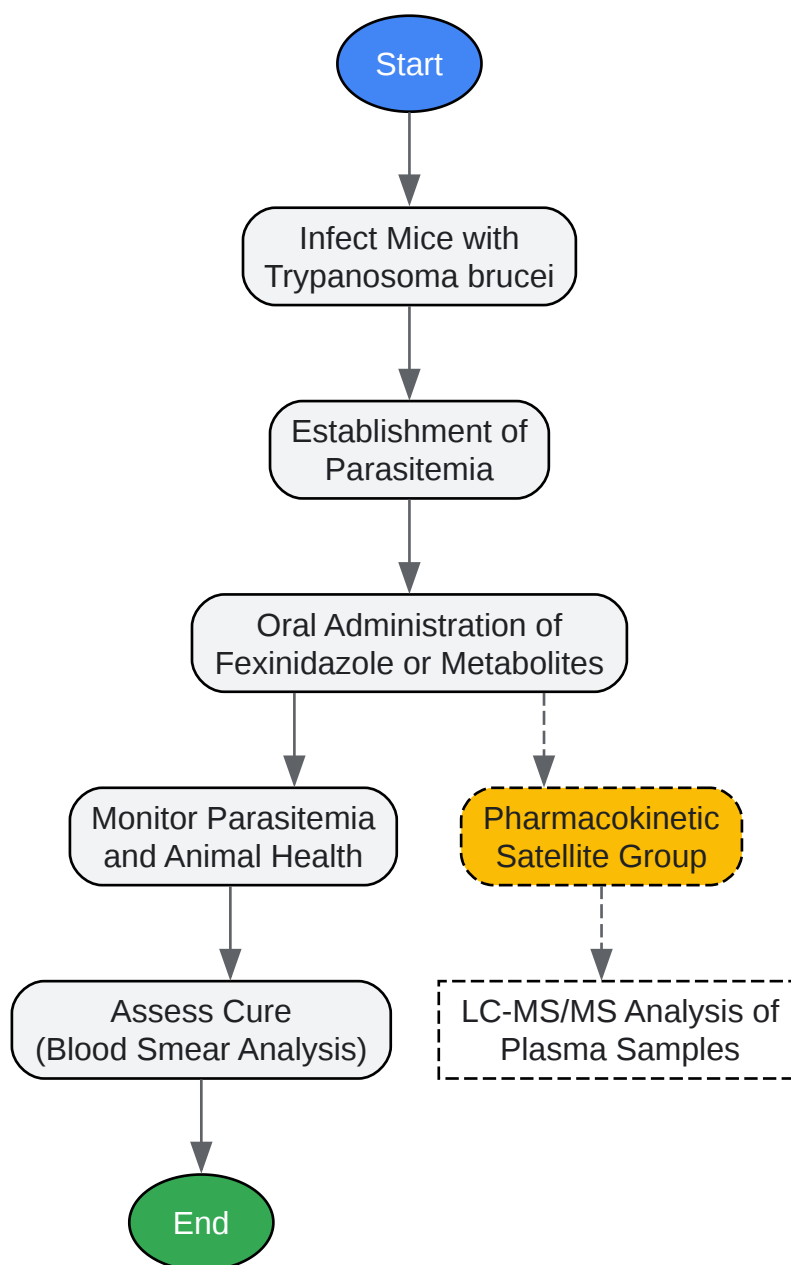 Start
Infect Mice with
Trypanosoma brucei
Establishment of
Parasitemia
Oral Administration of
Fexinidazole or Metabolites
Monitor Parasitemia
and Animal Health
Pharmacokinetic
Satellite Group
Assess Cure
(Blood Smear Analysis)
LC-MS/MS Analysis of
Plasma Samples
End